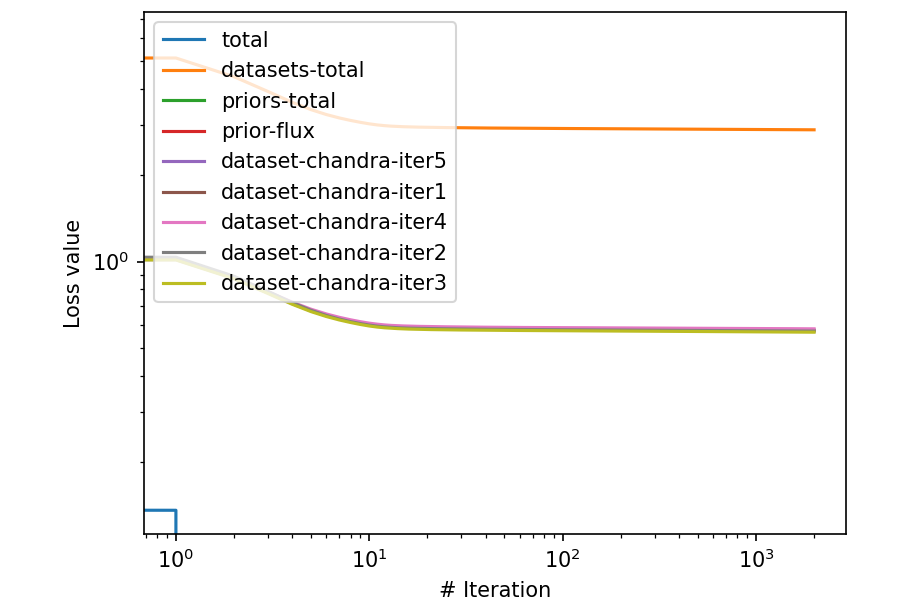 total
datasets-total
priors-total
prior-flux
dataset-chandra-iter5
dataset-chandra-iter1
dataset-chandra-iter4
dataset-chandra-iter2
dataset-chandra-iter3
Loss value
10⁰
10⁰ 10¹ 10² 10³
# Iteration